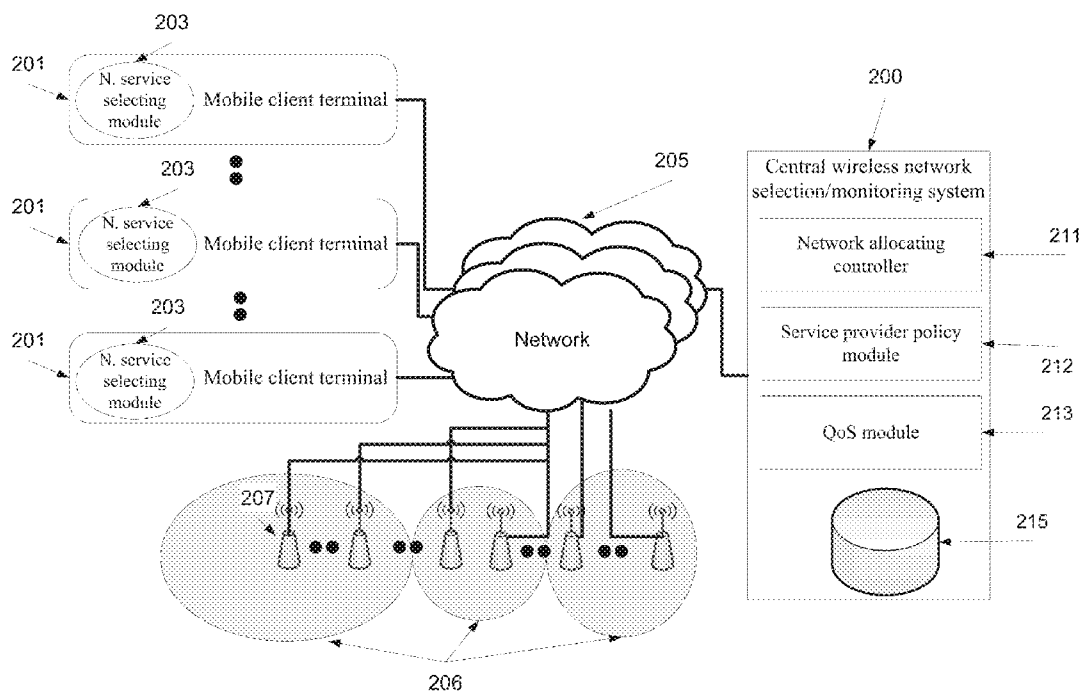 203
201
N. service
selecting
module
Mobile client terminal
203
201
N. service
selecting
module
Mobile client terminal
203
201
N. service
selecting
module
Mobile client terminal
205
Network
200
Central wireless network
selection/monitoring system
Network allocating
controller
211
Service provider policy
module
212
QoS module
213
215
207
206